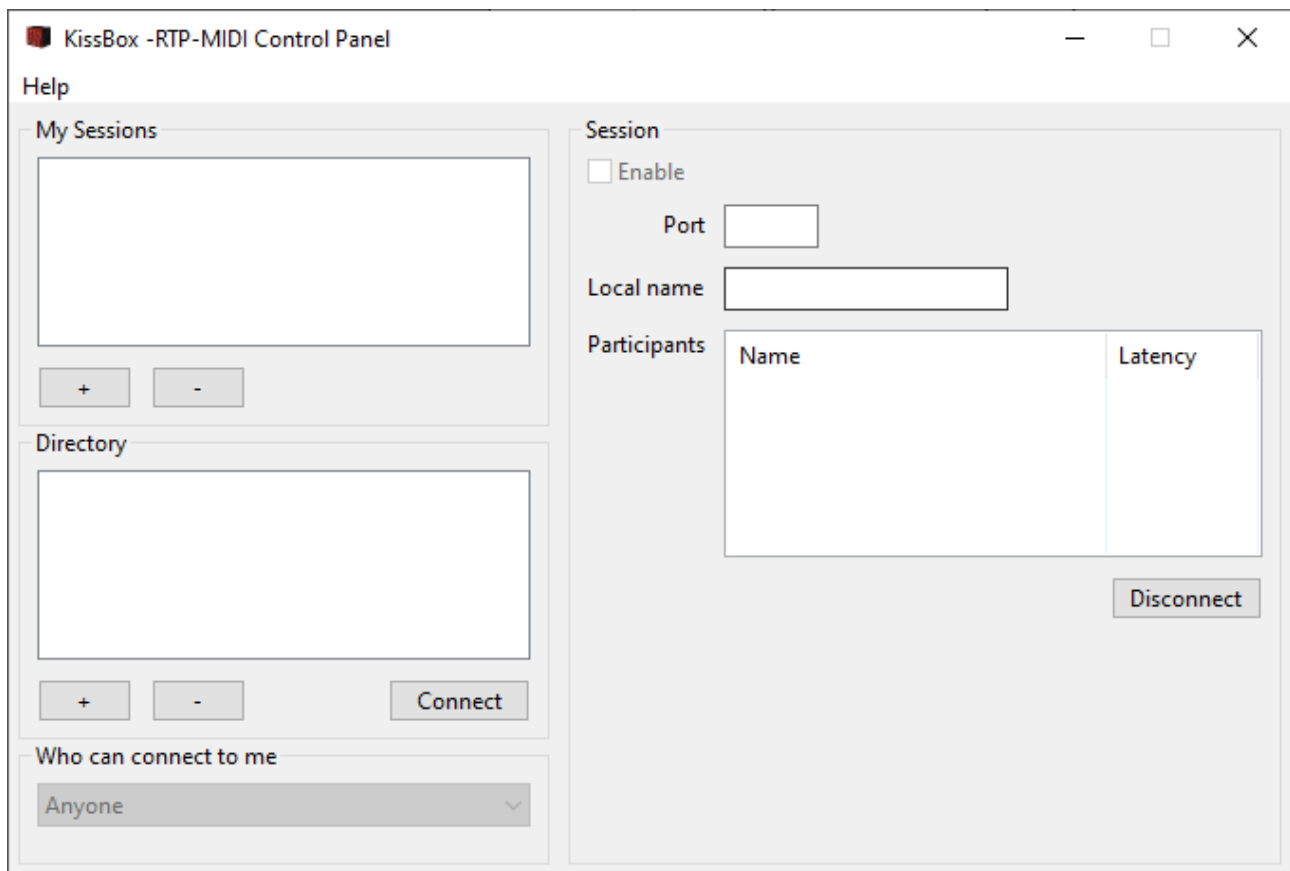 KissBox -RTP-MIDI Control Panel
Help
My Sessions
+ -
Directory
+ - Connect
Who can connect to me
Anyone
Session
Enable
Port
Local name
Participants
Name Latency
Disconnect